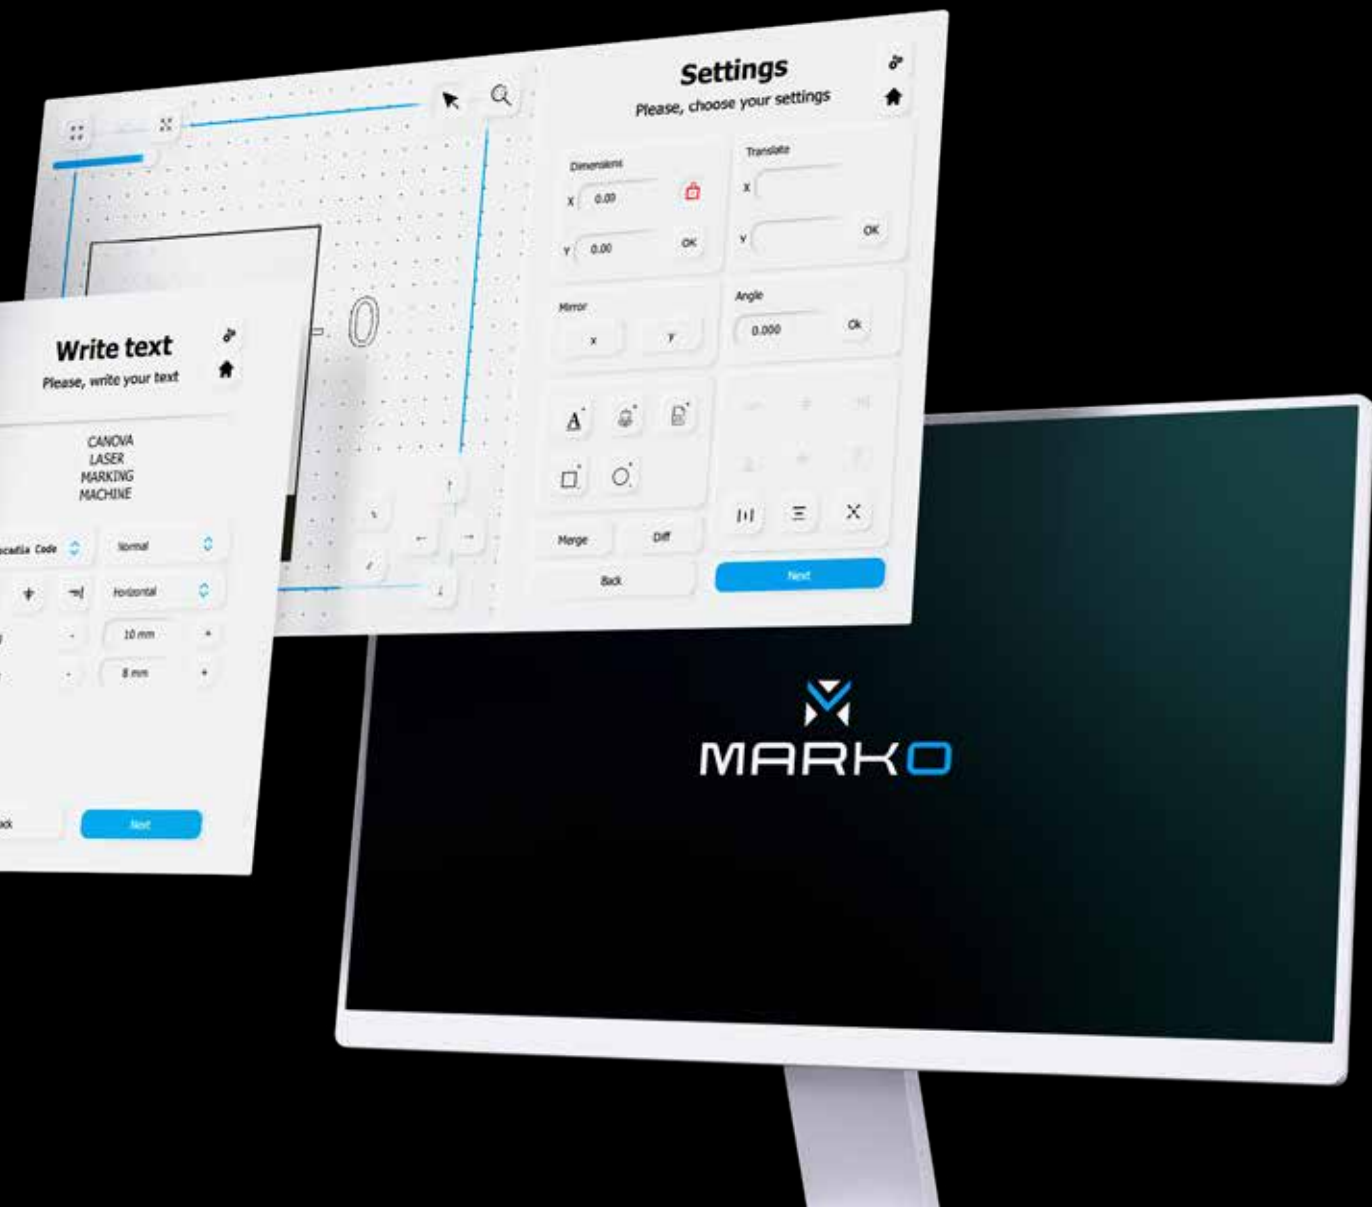 Settings
Please, choose your settings
Dimensions
X 0.00
Y 0.00 OK
Translate
X
Y OK
Mirror
x y
Angle
0.000 Ok
A
Merge Diff
Back Next
0
Write text
Please, write your text
CANOVA
LASER
MARKING
MACHINE
Code Normal
Horizontal
- 10 mm +
- 8 mm +
Next
MARKO